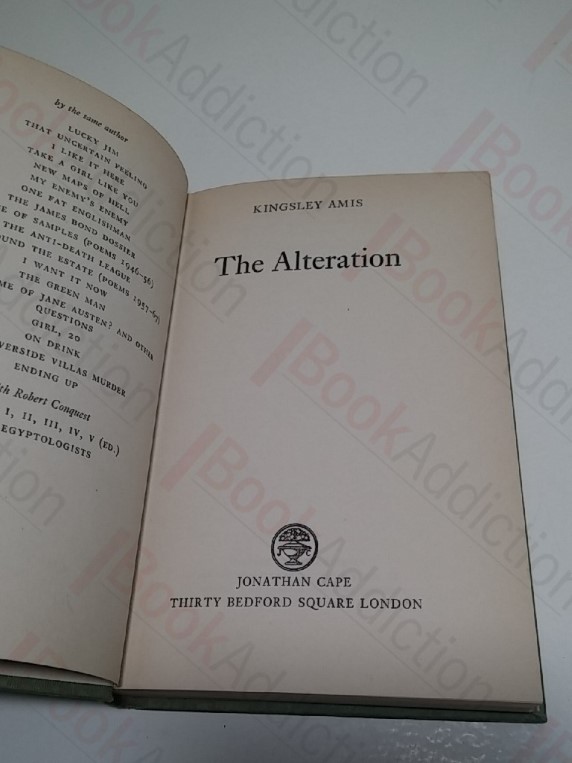 by the same author
LUCKY JIM
THAT UNCERTAIN FEELING
I LIKE IT HERE
TAKE A GIRL LIKE YOU
NEW MAPS OF HELL
MY ENEMY'S ENEMY
ONE FAT ENGLISHMAN
THE JAMES BOND DOSSIER
OF SAMPLES (POEMS 1946-56)
THE ANTI-DEATH LEAGUE
THE ESTATE (POEMS 1957-67)
I WANT IT NOW
THE GREEN MAN
OF JANE AUSTEN? AND OTHER
QUESTIONS
GIRL, 20
ON DRINK
VILLAS MURDER
ENDING UP
Robert Conquest
I, II, III, IV, V (ED.)
EGYPTOLOGISTS
KINGSLEY AMIS
The Alteration
JONATHAN CAPE
THIRTY BEDFORD SQUARE LONDON
BookAddiction